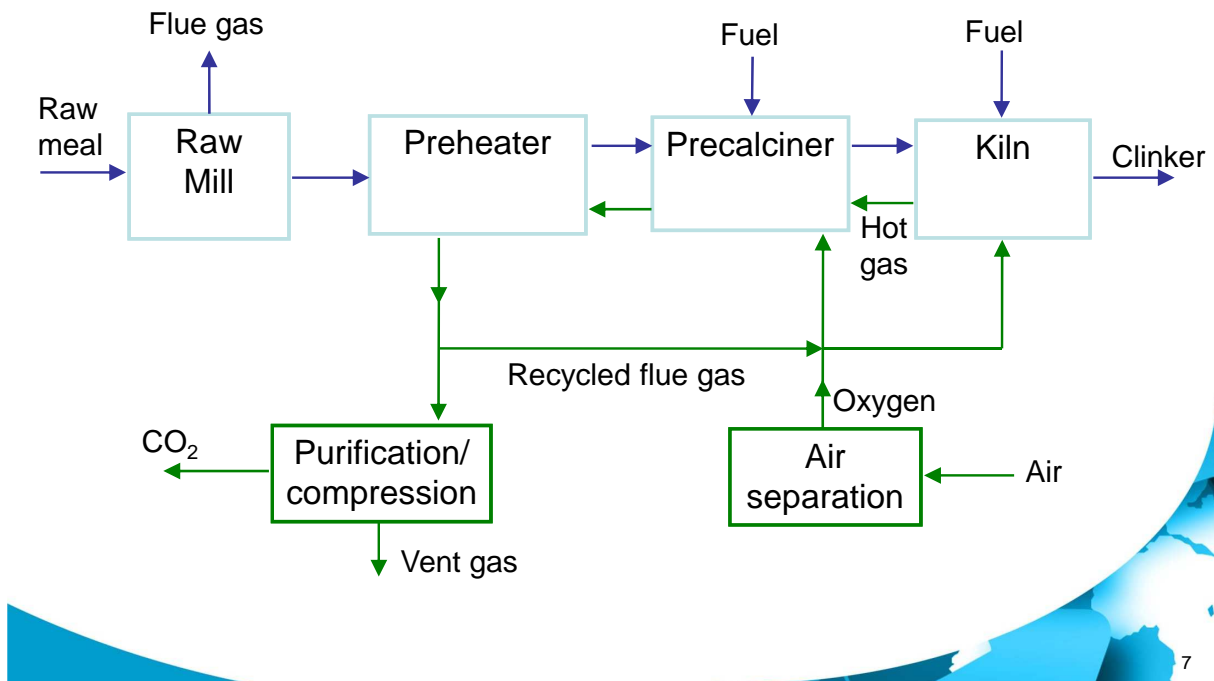 Flue gas
Fuel
Fuel
Raw
meal
Raw
Mill
Preheater
Precalciner
Kiln
Clinker
Hot
gas
Recycled flue gas
Oxygen
CO₂
Purification/
compression
Air
separation
Air
Vent gas
7